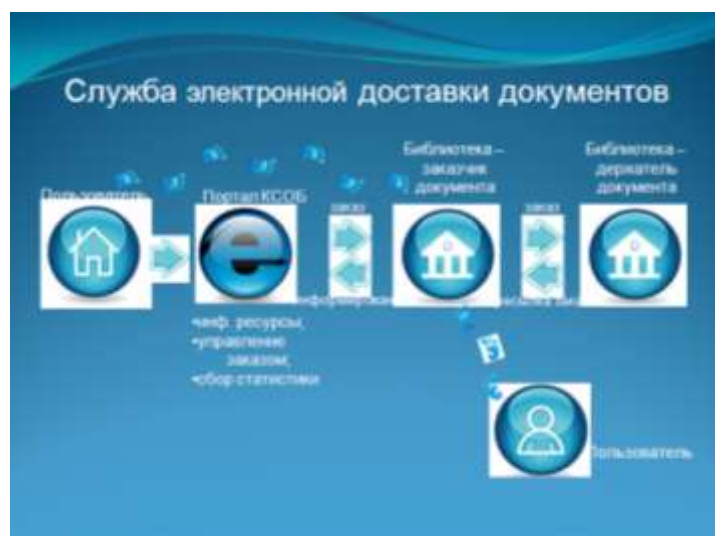 Служба электронной доставки документов
Библиотека –
заказчик
документа
Библиотека –
держатель
документа
Пользователь
Портал КСОБ
заказ
заказ
•инф. ресурсы;
•управление
заказом;
•сбор статистики
Пользователь